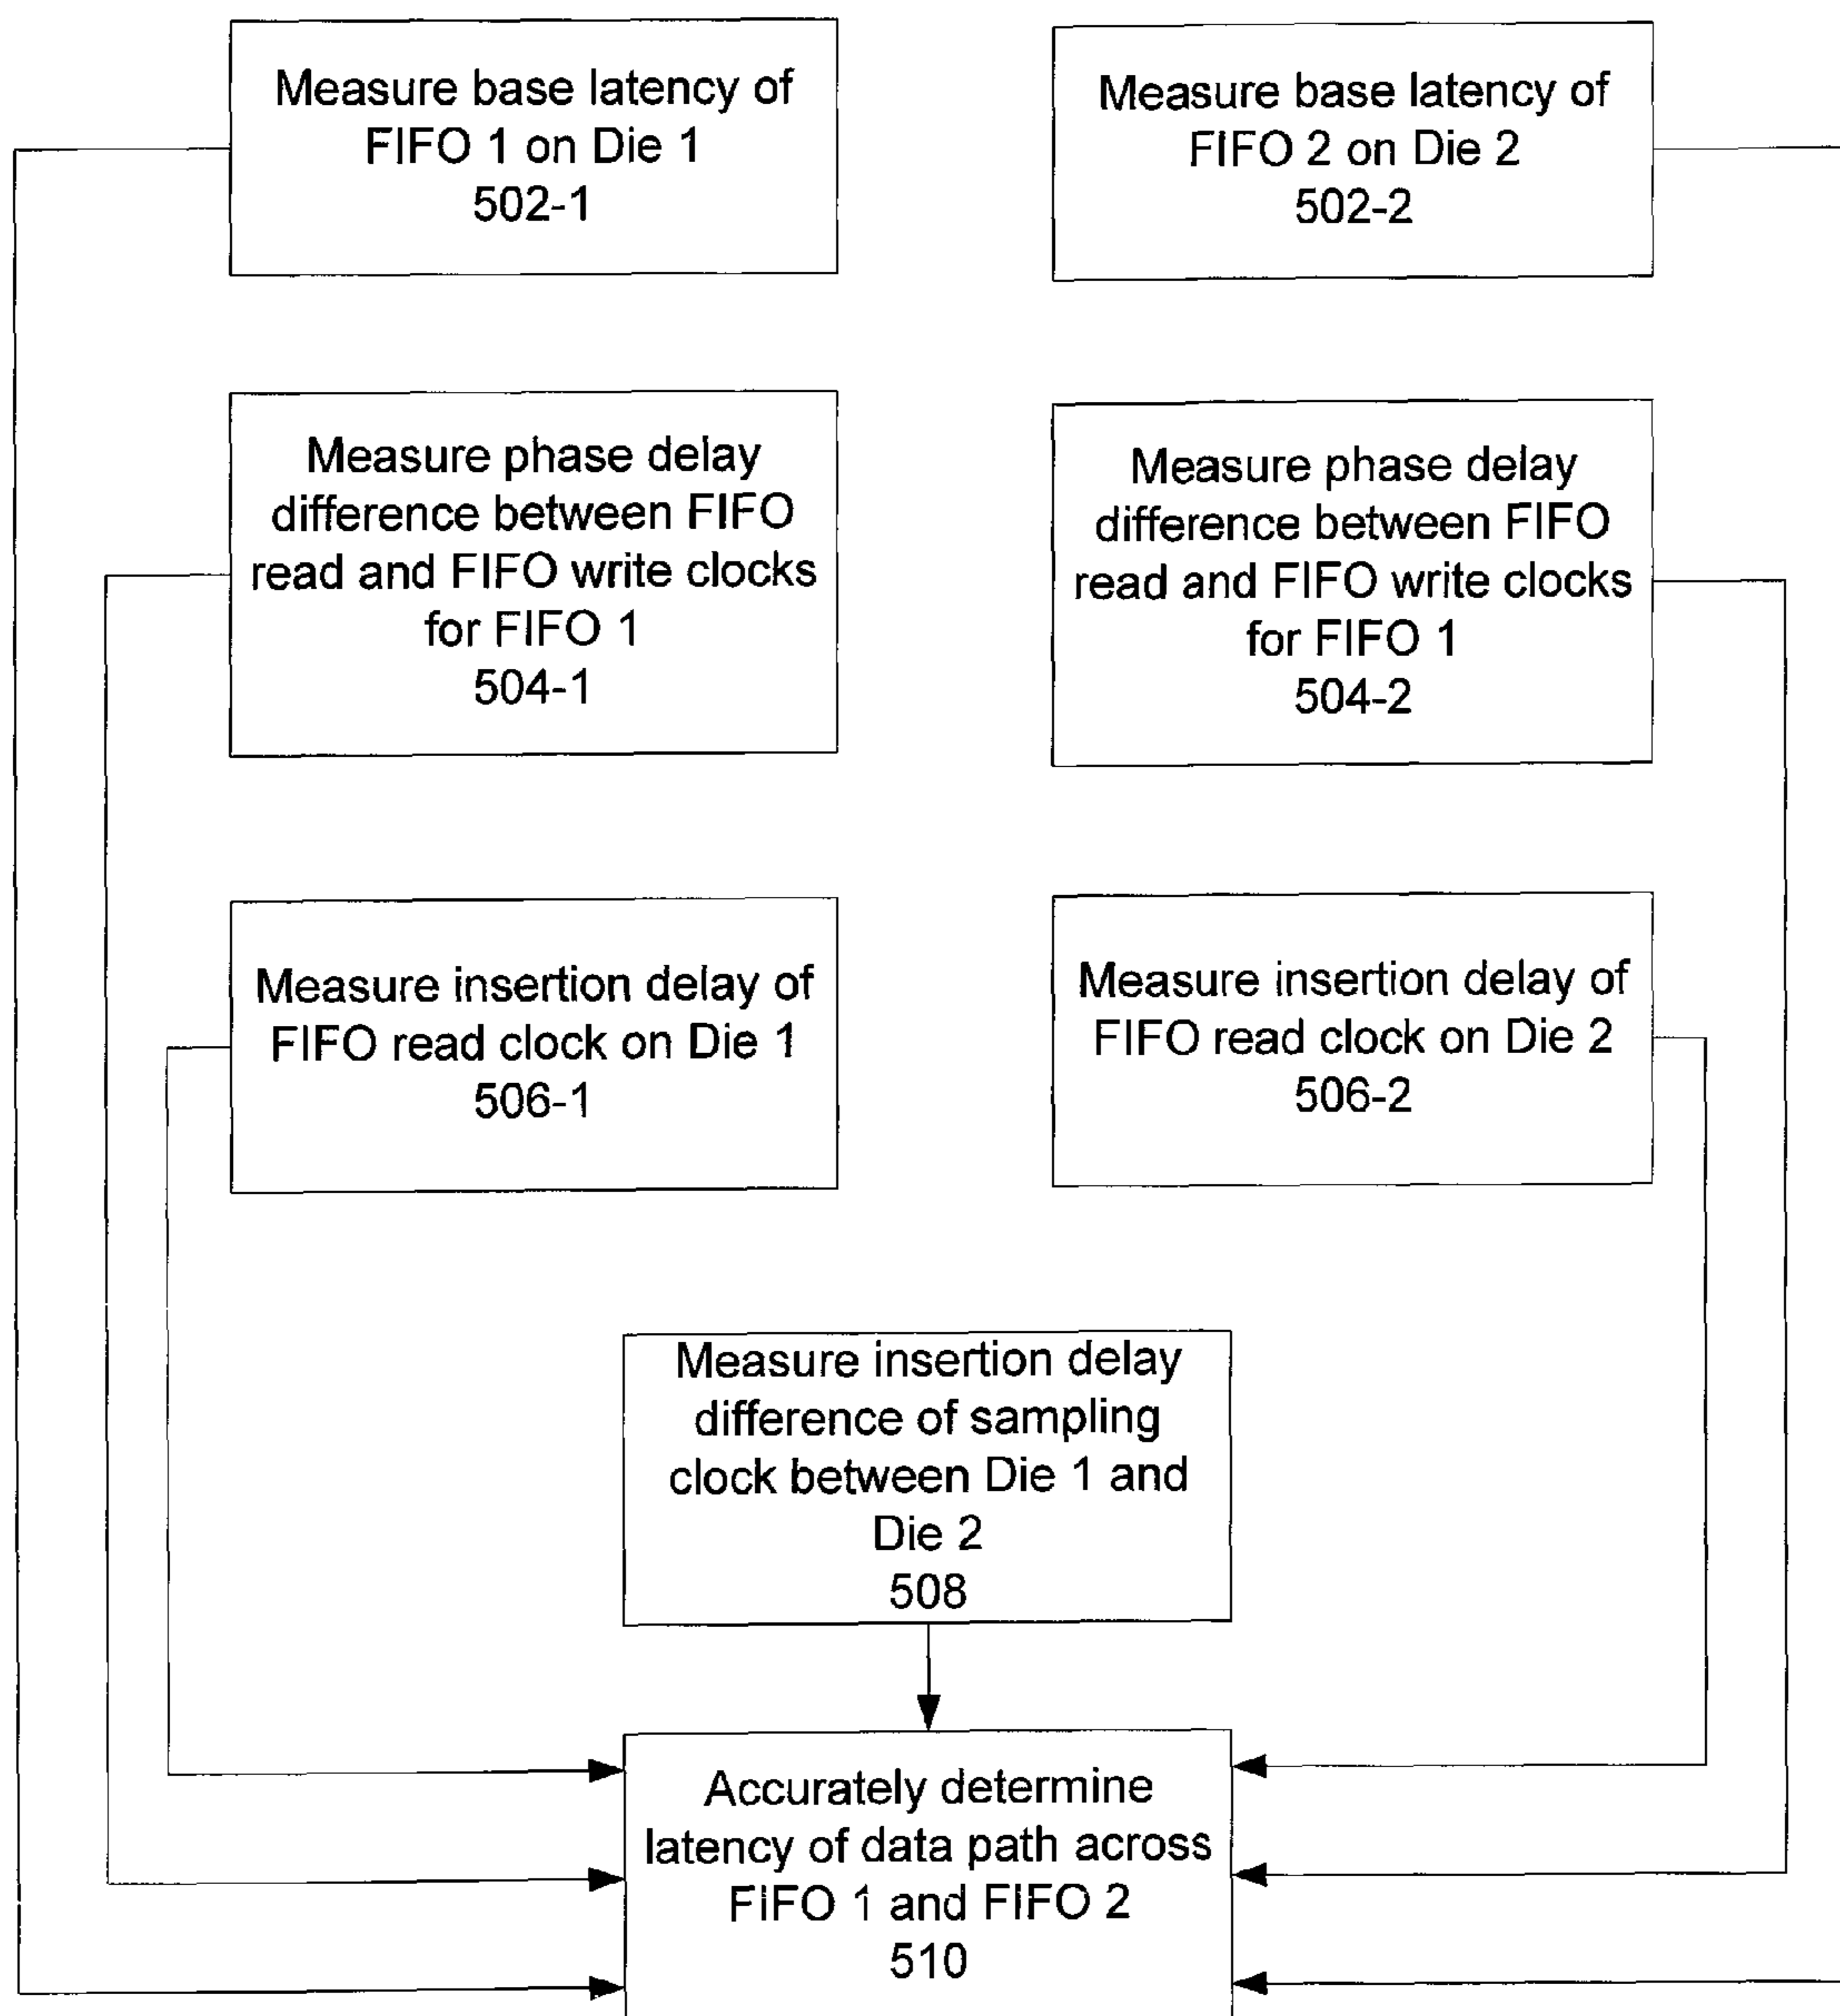 Measure base latency of
FIFO 1 on Die 1
502-1
Measure base latency of
FIFO 2 on Die 2
502-2
Measure phase delay
difference between FIFO
read and FIFO write clocks
for FIFO 1
504-1
Measure phase delay
difference between FIFO
read and FIFO write clocks
for FIFO 1
504-2
Measure insertion delay of
FIFO read clock on Die 1
506-1
Measure insertion delay of
FIFO read clock on Die 2
506-2
Measure insertion delay
difference of sampling
clock between Die 1 and
Die 2
508
Accurately determine
latency of data path across
FIFO 1 and FIFO 2
510